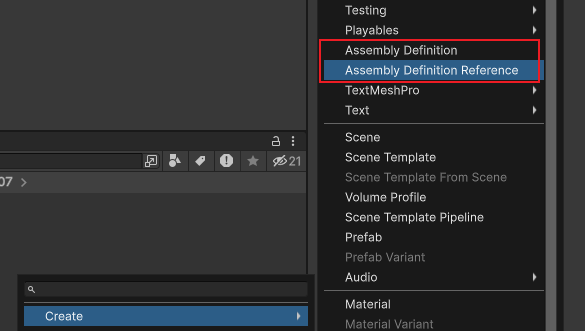 Testing
Playables
Assembly Definition
Assembly Definition Reference
TextMeshPro
Text
Scene
Scene Template
Scene Template From Scene
Volume Profile
Scene Template Pipeline
Prefab
Prefab Variant
Audio
Material
Material Variant
21
07
Create